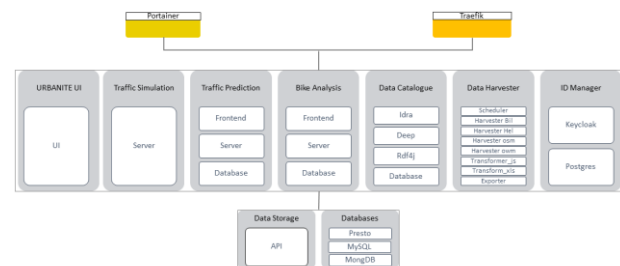 Portainer
Traefik
URBANITE UI
Traffic Simulation
Traffic Prediction
Bike Analysis
Data Catalogue
Data Harvester
ID Manager
UI
Server
Frontend
Server
Database
Frontend
Server
Database
Idra
Deep
Rdf4j
Database
Scheduler
Harvester Bil
Harvester Hel
Harvester osm
Harvester owm
Transformer_js
Transform_xls
Exporter
Keycloak
Postgres
Data Storage
Databases
API
Presto
MySQL
MongDB